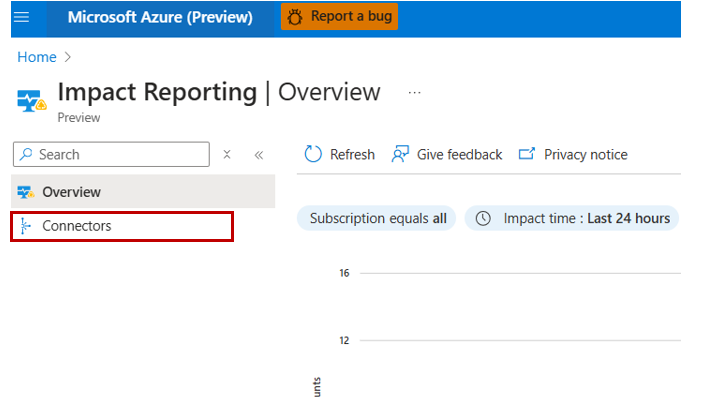 Microsoft Azure (Preview) Report a bug
Home >
Impact Reporting | Overview ...
Preview
Search
Refresh Give feedback Privacy notice
Overview
Connectors
Subscription equals all Impact time : Last 24 hours
16
12